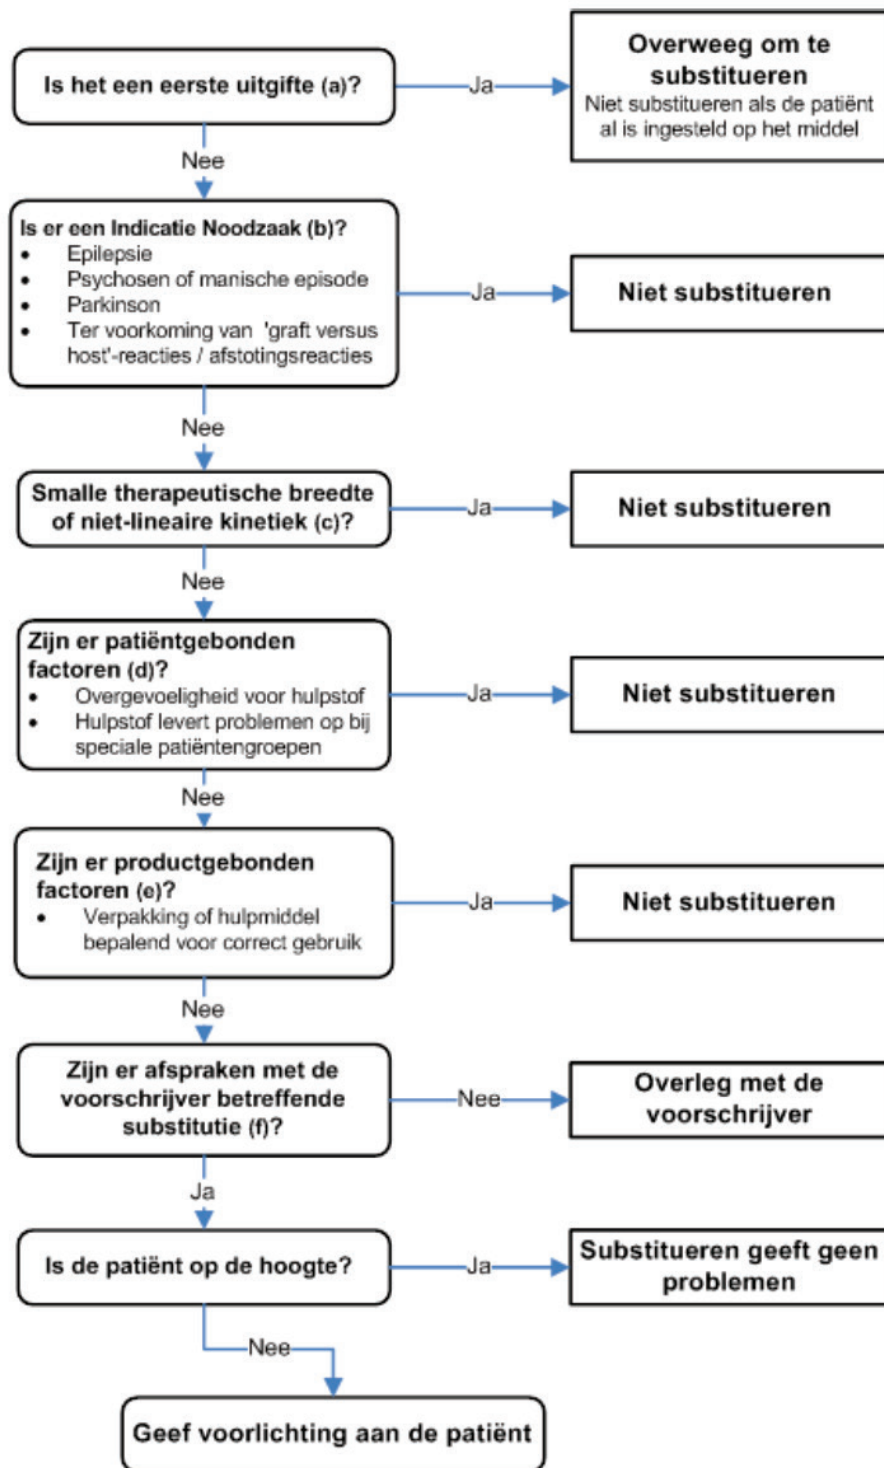 Is het een eerste uitgifte (a)?
Ja
Overweeg om te
substitueren
Niet substitueren als de patiënt
al is ingesteld op het middel
Nee
Is er een Indicatie Noodzaak (b)?
• Epilepsie
• Psychosen of manische episode
• Parkinson
• Ter voorkoming van 'graft versus
host'-reacties / afstotingsreacties
Ja
Niet substitueren
Nee
Smalle therapeutische breedte
of niet-lineaire kinetiek (c)?
Ja
Niet substitueren
Nee
Zijn er patiëntgebonden
factoren (d)?
• Overgevoeligheid voor hulpstof
• Hulpstof levert problemen op bij
speciale patiëntengroepen
Ja
Niet substitueren
Nee
Zijn er productgebonden
factoren (e)?
• Verpakking of hulpmiddel
bepalend voor correct gebruik
Ja
Niet substitueren
Nee
Zijn er afspraken met de
voorschrijver betreffende
substitutie (f)?
Nee
Overleg met de
voorschrijver
Ja
Is de patiënt op de hoogte?
Ja
Substitueren geeft geen
problemen
Nee
Geef voorlichting aan de patiënt